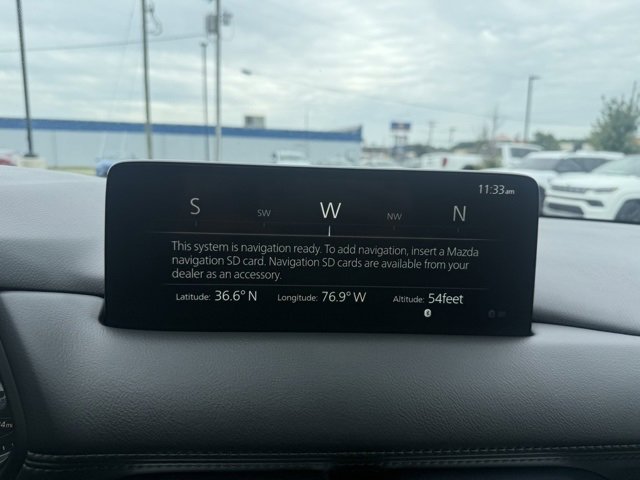 11:33am
S SW W NW N
This system is navigation ready. To add navigation, insert a Mazda
navigation SD card. Navigation SD cards are available from your
dealer as an accessory.
Latitude: 36.6° N Longitude: 76.9° W Altitude: 54feet